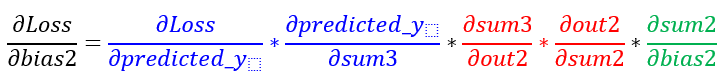 ∂Loss/∂bias2 = ∂Loss/∂predicted_y⬚ * ∂predicted_y⬚/∂sum3 * ∂sum3/∂out2 * ∂out2/∂sum2 * ∂sum2/∂bias2